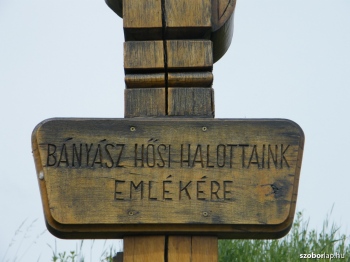 BÁNYÁSZ HŐSI HALOTTAINK
EMLÉKÉRE
szoborlap.hu